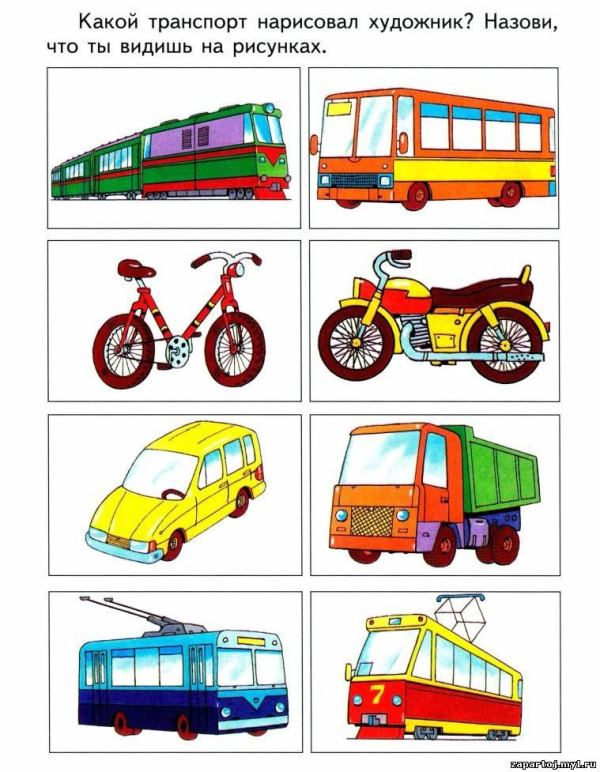 Какой транспорт нарисовал художник? Назови,
что ты видишь на рисунках.
7
zapartoj.my1.ru